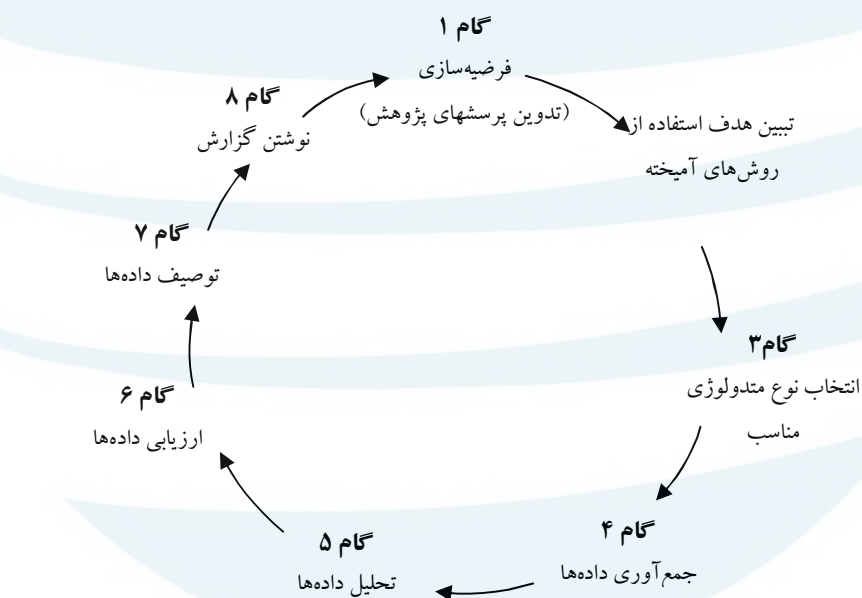 گام ۱
فرضیه‌سازی
(تدوین پرسشهای پژوهش)
تبیین هدف استفاده از
روش‌های آمیخته
گام۳
انتخاب نوع متدولوژی
مناسب
گام ۴
جمع‌آوری داده‌ها
گام ۵
تحلیل داده‌ها
گام ۶
ارزیابی داده‌ها
گام ۷
توصیف داده‌ها
گام ۸
نوشتن گزارش